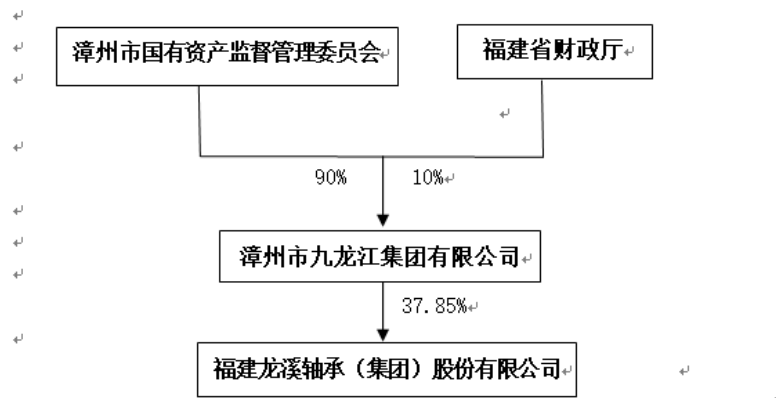 漳州市国有资产监督管理委员会
福建省财政厅
90%
10%
漳州市九龙江集团有限公司
37.85%
福建龙溪轴承（集团）股份有限公司